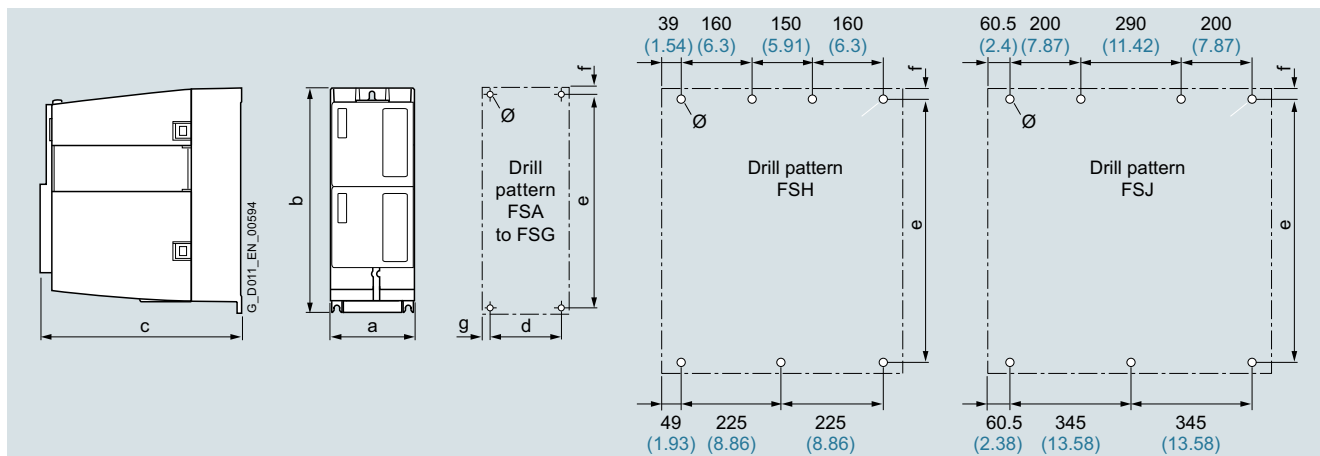 G_D011_EN_00594
c
b
a
f
Ø
Drill
pattern
FSA
to FSG
e
g
d
39 160 150 160
(1.54) (6.3) (5.91) (6.3)
f
Ø
Drill pattern
FSH
e
49 225 225
(1.93) (8.86) (8.86)
60.5 200 290 200
(2.4) (7.87) (11.42) (7.87)
f
Ø
Drill pattern
FSJ
e
60.5 345 345
(2.38) (13.58) (13.58)